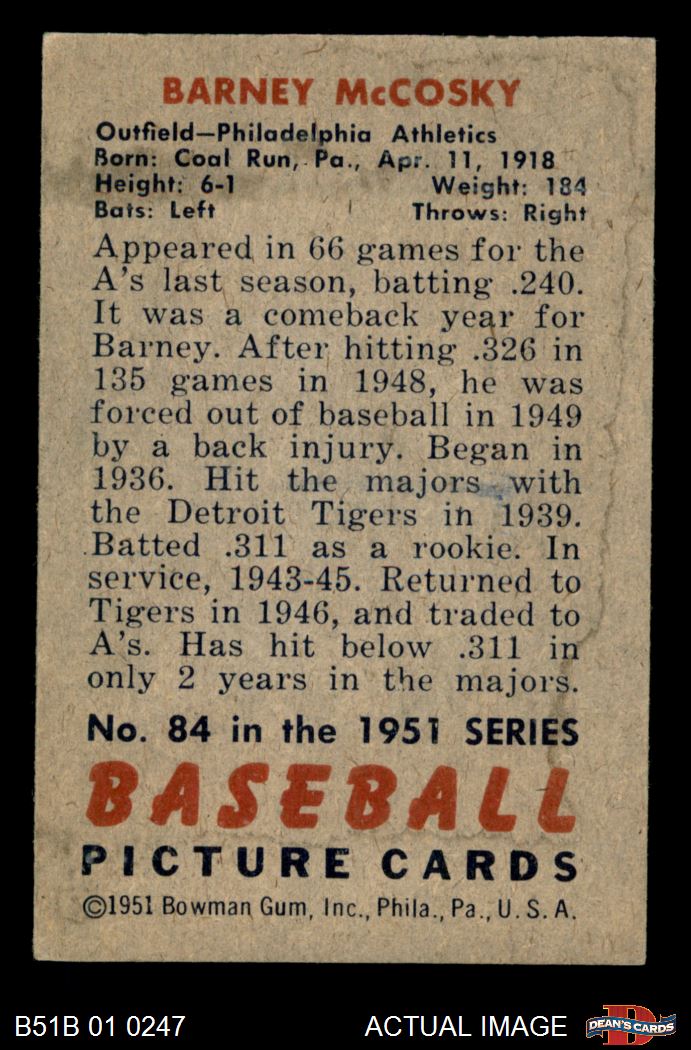 BARNEY McCOSKY
Outfield—Philadelphia Athletics
Born: Coal Run, Pa., Apr. 11, 1918
Height: 6-1 Weight: 184
Bats: Left Throws: Right
Appeared in 66 games for the
A's last season, batting .240.
It was a comeback year for
Barney. After hitting .326 in
135 games in 1948, he was
forced out of baseball in 1949
by a back injury. Began in
1936. Hit the majors with
the Detroit Tigers in 1939.
Batted .311 as a rookie. In
service, 1943-45. Returned to
Tigers in 1946, and traded to
A's. Has hit below .311 in
only 2 years in the majors.
No. 84 in the 1951 SERIES
BASEBALL
PICTURE CARDS
©1951 Bowman Gum, Inc., Phila., Pa., U. S. A.
B51B 01 0247 ACTUAL IMAGE D DEAN'S CARDS